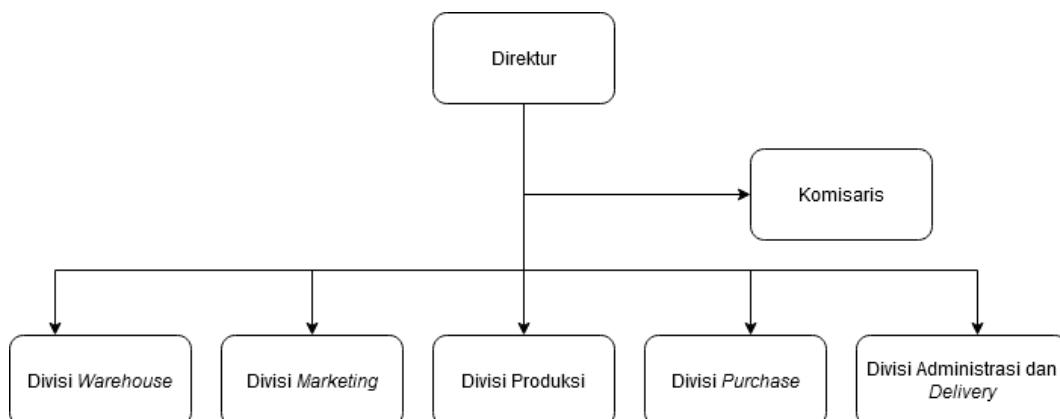 Direktur
Komisaris
Divisi Warehouse
Divisi Marketing
Divisi Produksi
Divisi Purchase
Divisi Administrasi dan
Delivery